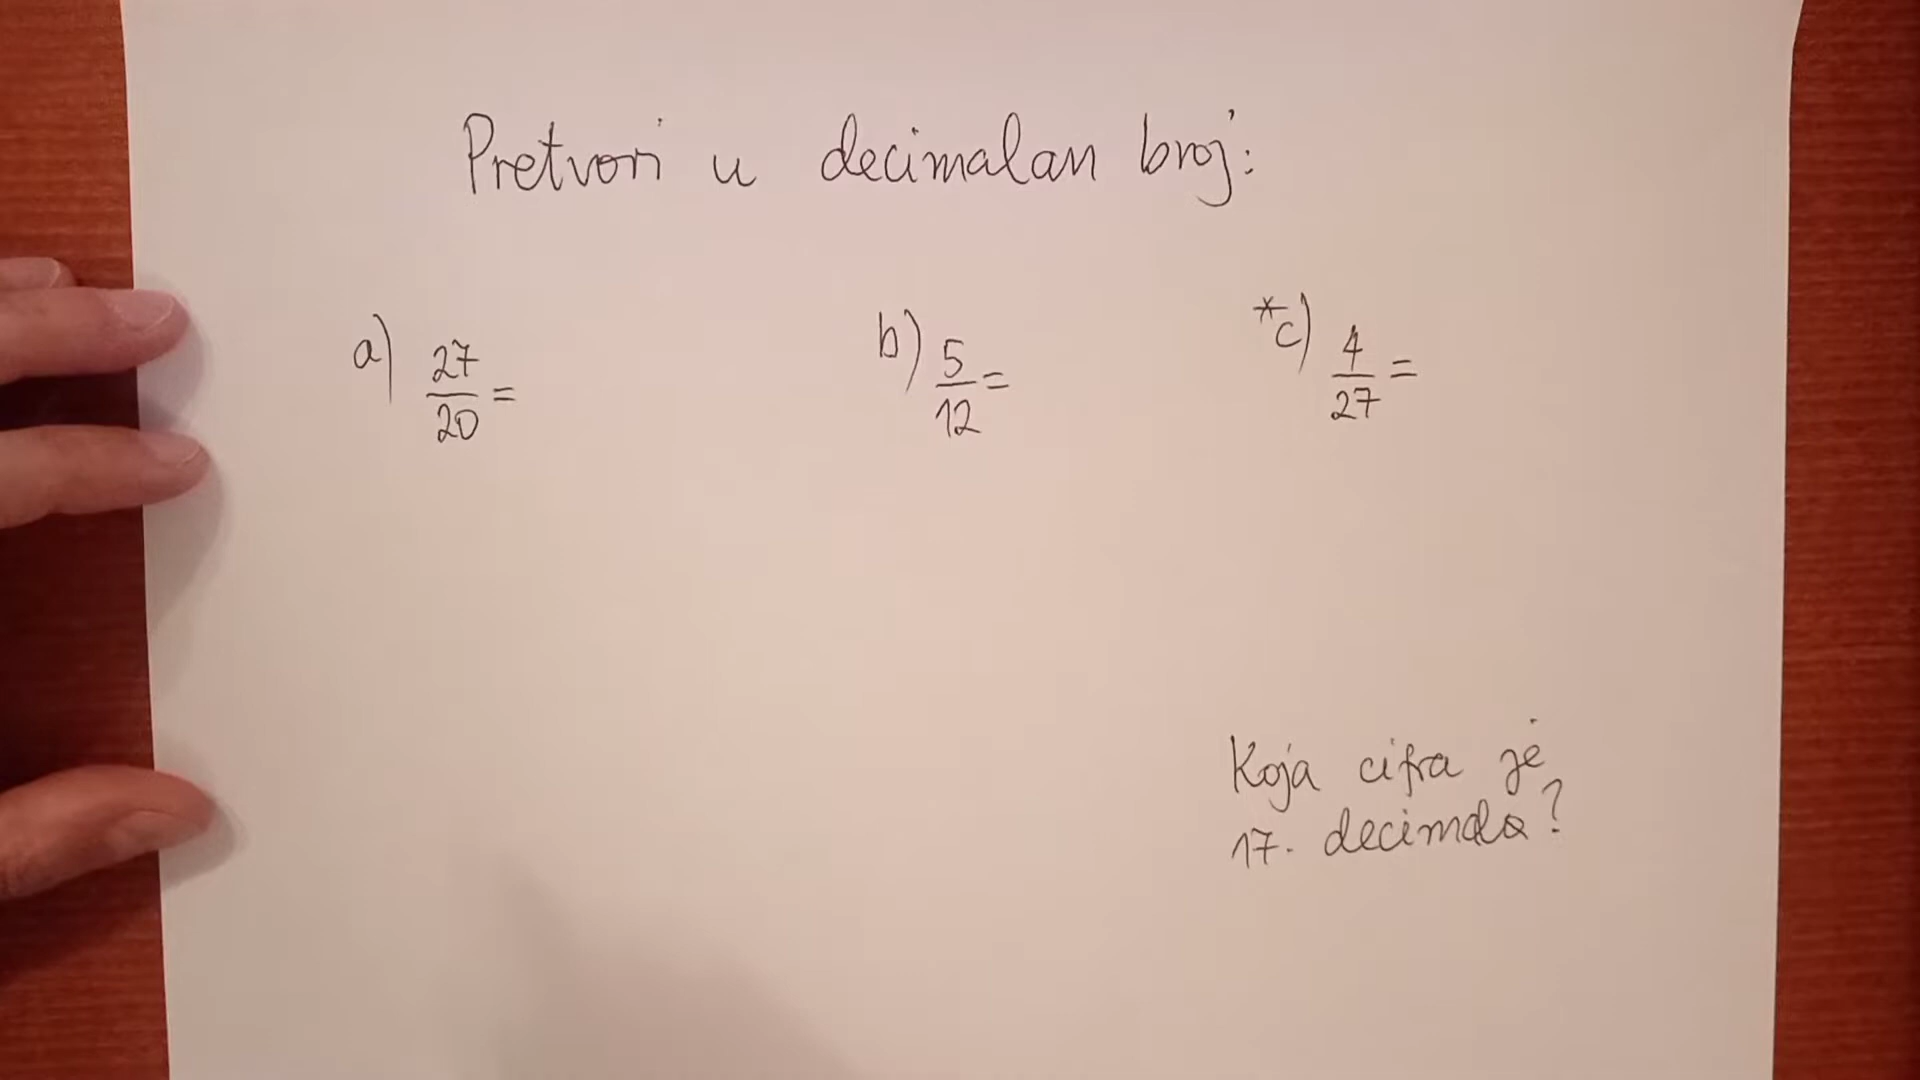 Pretvori u decimalan broj:
a) 27/20 =
b) 5/12 =
*c) 4/27 =
Koja cifra je
17. decimala?